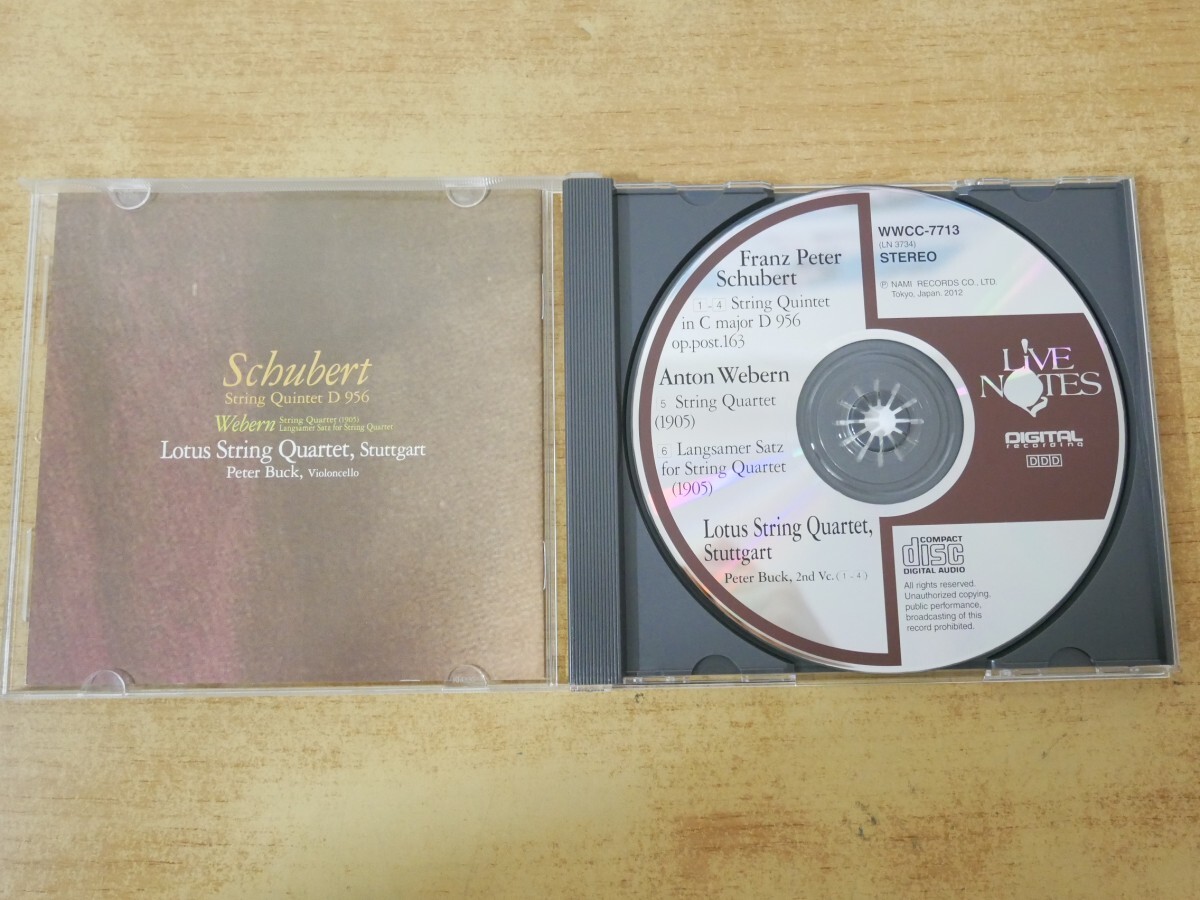 Schubert
String Quintet D 956
Webern String Quartet (1905)
Langsamer Satz for String Quartet
Lotus String Quartet, Stuttgart
Peter Buck, Violoncello
Franz Peter
Schubert
1 - 4 String Quintet
in C major D 956
op.post.163
Anton Webern
5 String Quartet
(1905)
6 Langsamer Satz
for String Quartet
(1905)
Lotus String Quartet,
Stuttgart
Peter Buck, 2nd Vc. (1 - 4)
WWCC-7713
(LN 3734)
STEREO
Ⓟ NAMI RECORDS CO., LTD.
Tokyo, Japan. 2012
LIVE
NOTES
DIGITAL
recording
DDD
COMPACT
disc
DIGITAL AUDIO
All rights reserved.
Unauthorized copying,
public performance,
broadcasting of this
record prohibited.